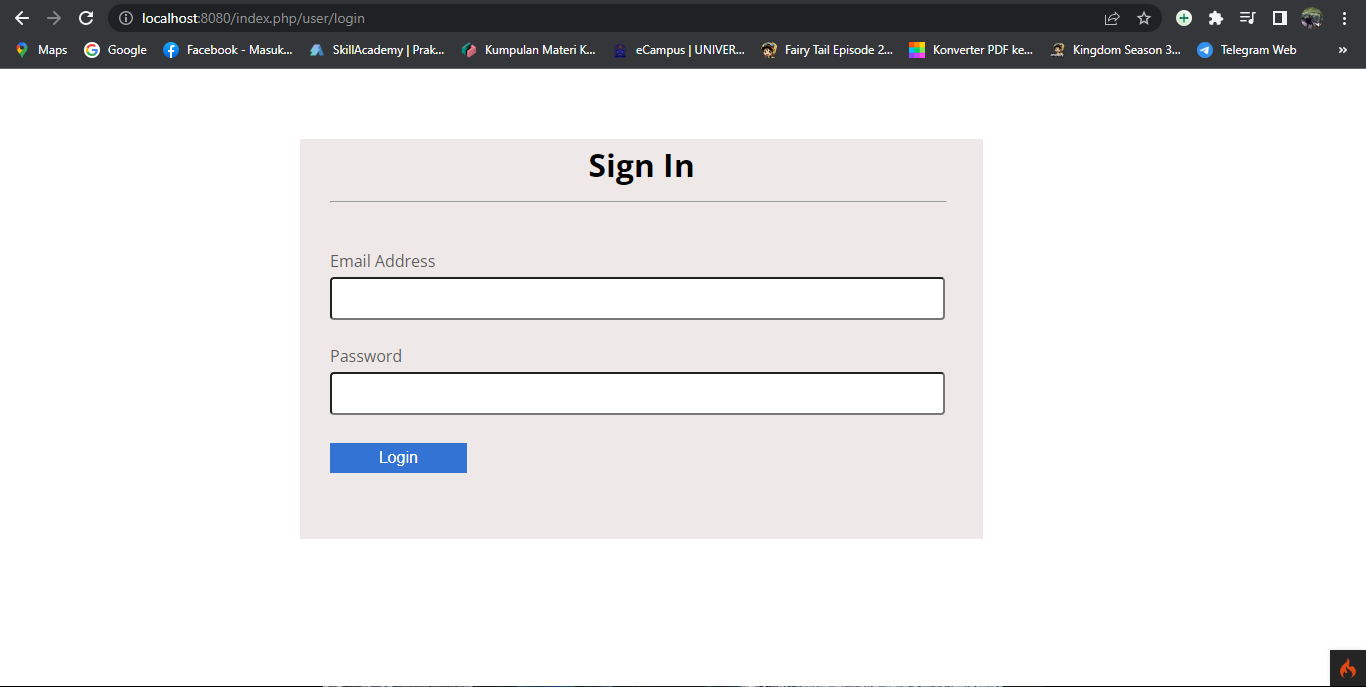 localhost:8080/index.php/user/login
Maps Google Facebook - Masuk... SkillAcademy | Prak... Kumpulan Materi K... eCampus | UNIVER... Fairy Tail Episode 2... Konverter PDF ke... Kingdom Season 3... Telegram Web »
Sign In
Email Address
Password
Login